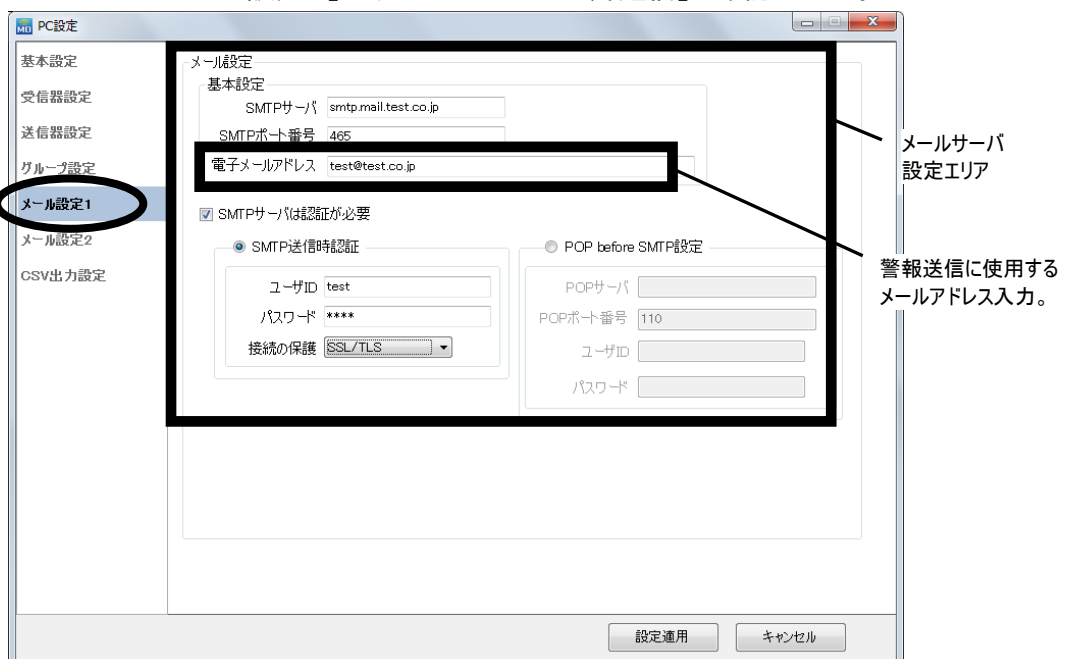 PC設定
基本設定
受信器設定
送信器設定
グループ設定
メール設定1
メール設定2
CSV出力設定
メール設定
基本設定
SMTPサーバ smtp.mail.test.co.jp
SMTPポート番号 465
電子メールアドレス test@test.co.jp
SMTPサーバは認証が必要
SMTP送信時認証
ユーザID test
パスワード ****
接続の保護 SSL/TLS
POP before SMTP設定
POPサーバ
POPポート番号 110
ユーザID
パスワード
設定適用 キャンセル
メールサーバ
設定エリア
警報送信に使用する
メールアドレス入力。